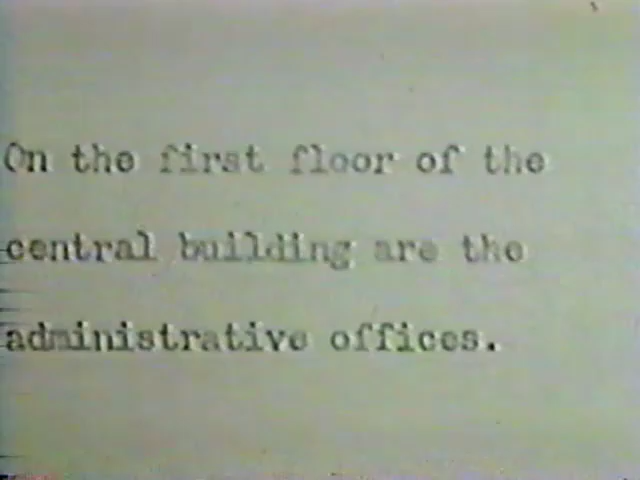 On the first floor of the
central building are the
administrative offices.